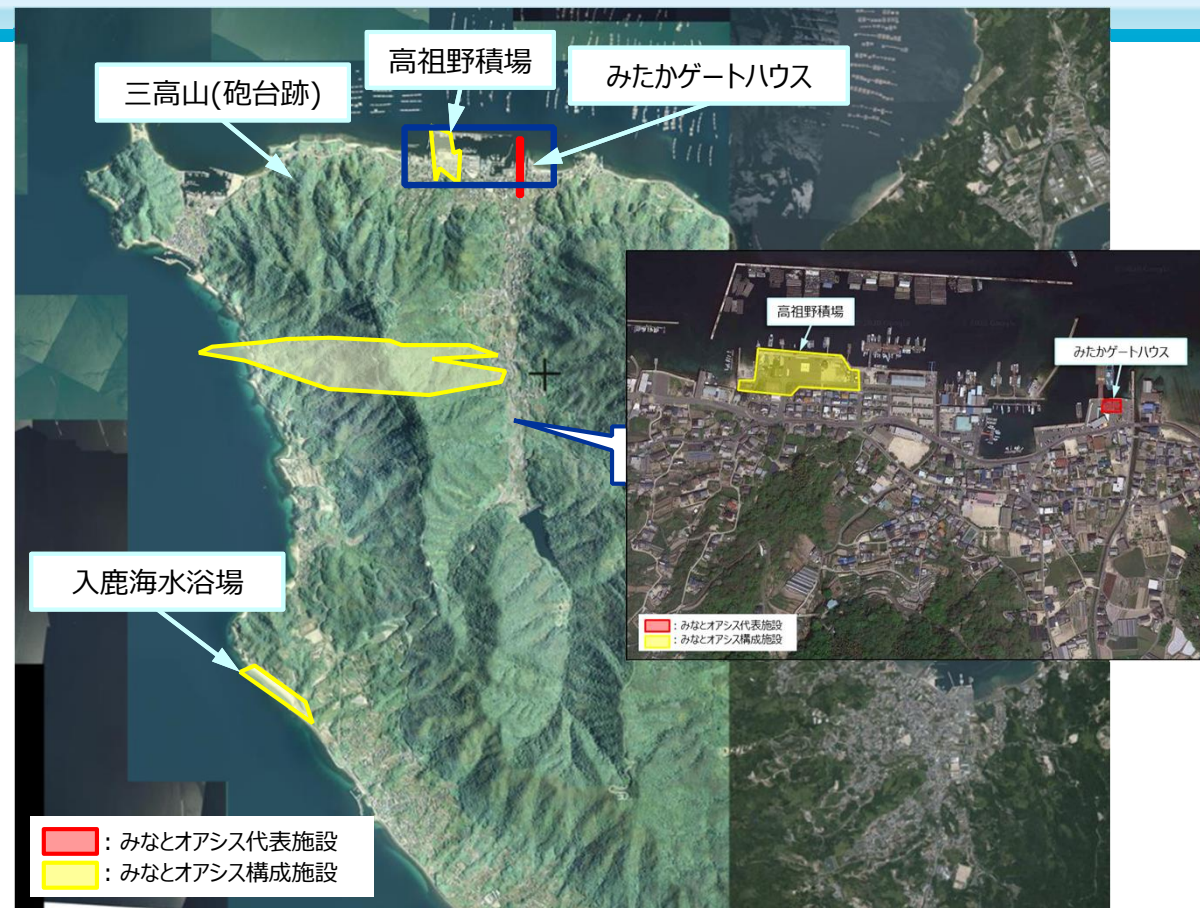 高祖野積場
みたかゲートハウス
三高山(砲台跡)
高祖野積場
みたかゲートハウス
: みなとオアシス代表施設
: みなとオアシス構成施設
入鹿海水浴場
: みなとオアシス代表施設
: みなとオアシス構成施設